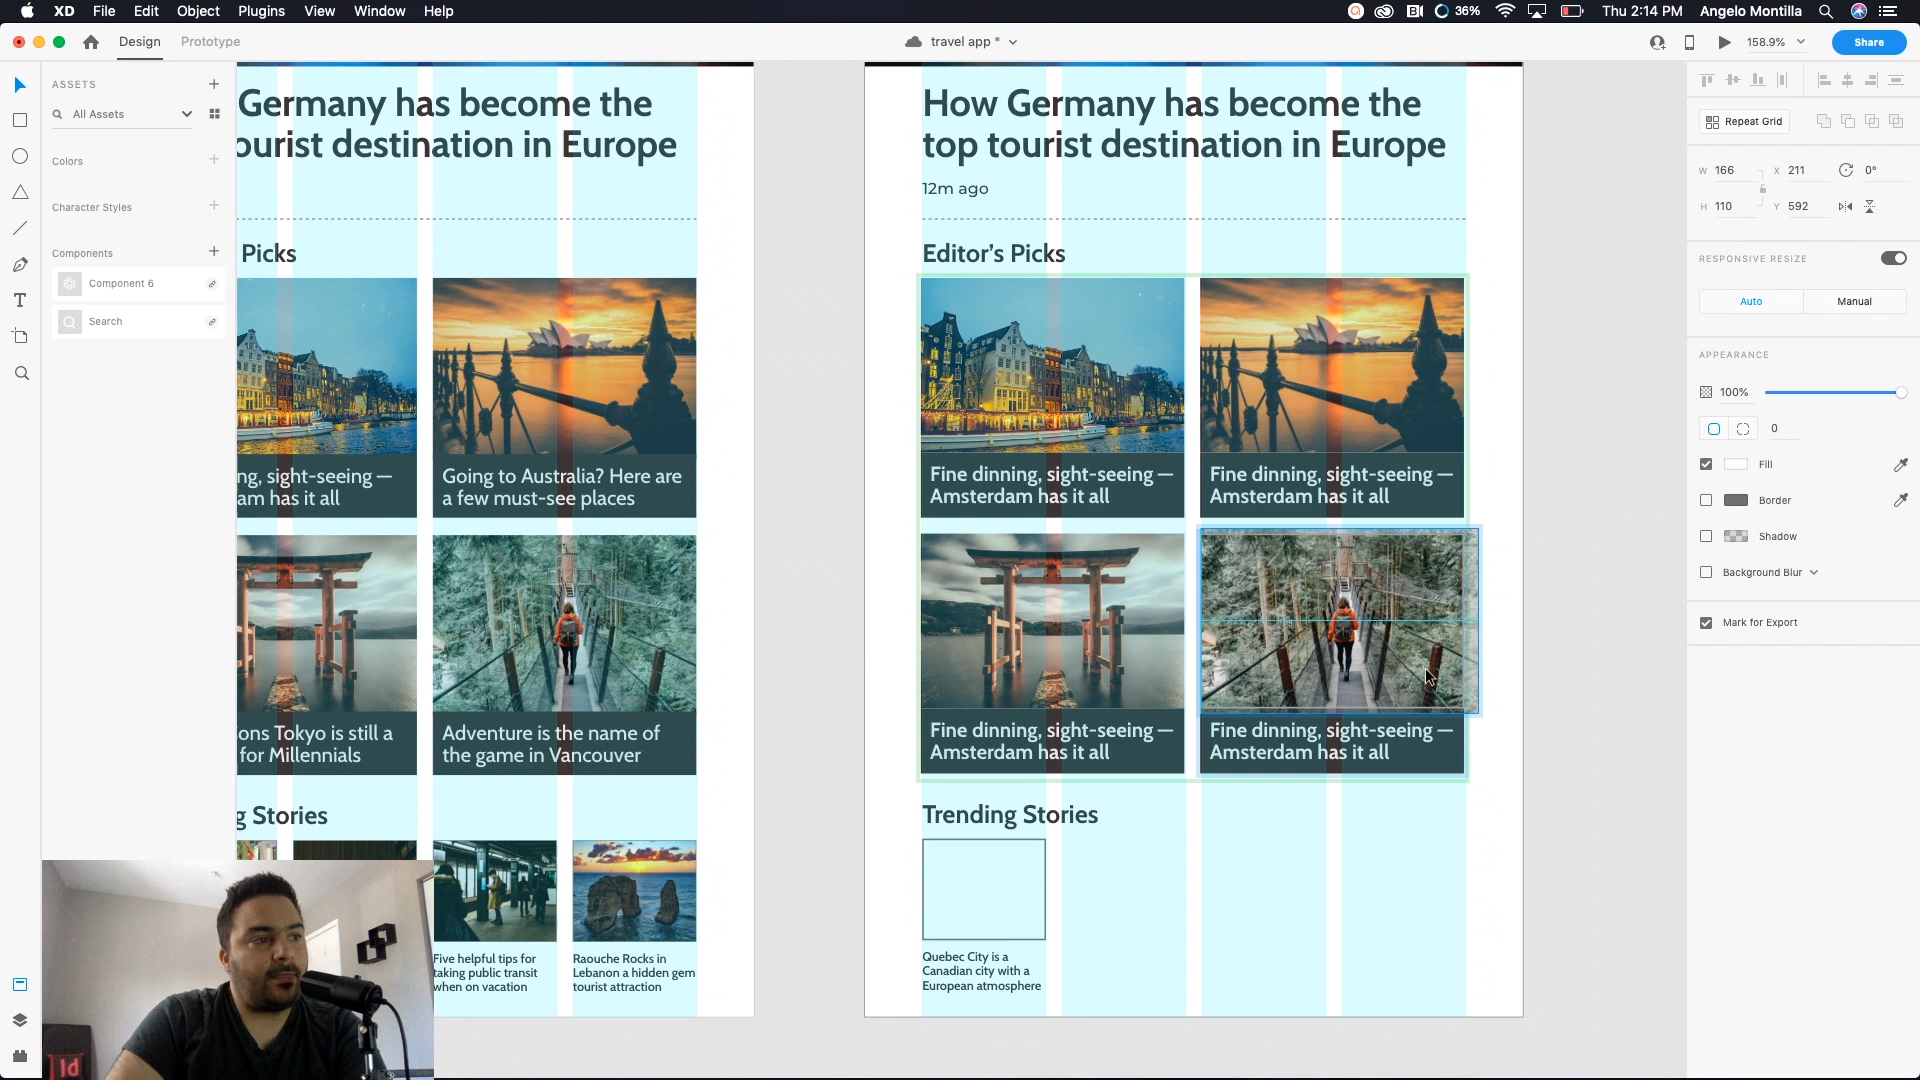 XD File Edit Object Plugins View Window Help
36% Thu 2:14 PM Angelo Montilla
Design Prototype
travel app *
158.9%
Share
ASSETS
All Assets
Colors
Character Styles
Components
Component 6
Search
Germany has become the
ourist destination in Europe
Picks
ng, sight-seeing —
am has it all
Going to Australia? Here are
a few must-see places
ons Tokyo is still a
for Millennials
Adventure is the name of
the game in Vancouver
g Stories
Five helpful tips for
taking public transit
when on vacation
Raouche Rocks in
Lebanon a hidden gem
tourist attraction
How Germany has become the
top tourist destination in Europe
12m ago
Editor's Picks
Fine dinning, sight-seeing —
Amsterdam has it all
Fine dinning, sight-seeing —
Amsterdam has it all
Fine dinning, sight-seeing —
Amsterdam has it all
Fine dinning, sight-seeing —
Amsterdam has it all
Trending Stories
Quebec City is a
Canadian city with a
European atmosphere
Repeat Grid
W 166 X 211 0°
H 110 Y 592
RESPONSIVE RESIZE
Auto Manual
APPEARANCE
100%
0
Fill
Border
Shadow
Background Blur
Mark for Export
Id